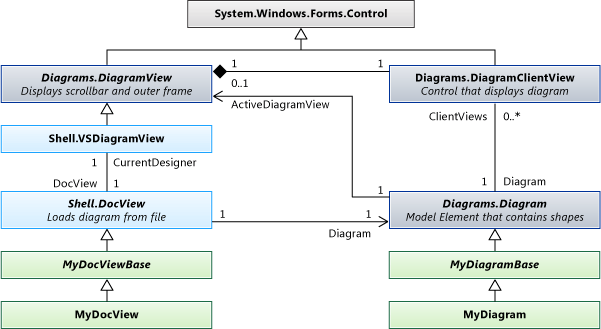 System.Windows.Forms.Control
Diagrams.DiagramView
Displays scrollbar and outer frame
1
1
Diagrams.DiagramClientView
Control that displays diagram
0..1
ActiveDiagramView
ClientViews
0..*
Shell.VSDiagramView
1
CurrentDesigner
DocView
1
1
Diagram
1
Shell.DocView
Loads diagram from file
1
1
Diagram
Diagrams.Diagram
Model Element that contains shapes
MyDocViewBase
MyDiagramBase
MyDocView
MyDiagram